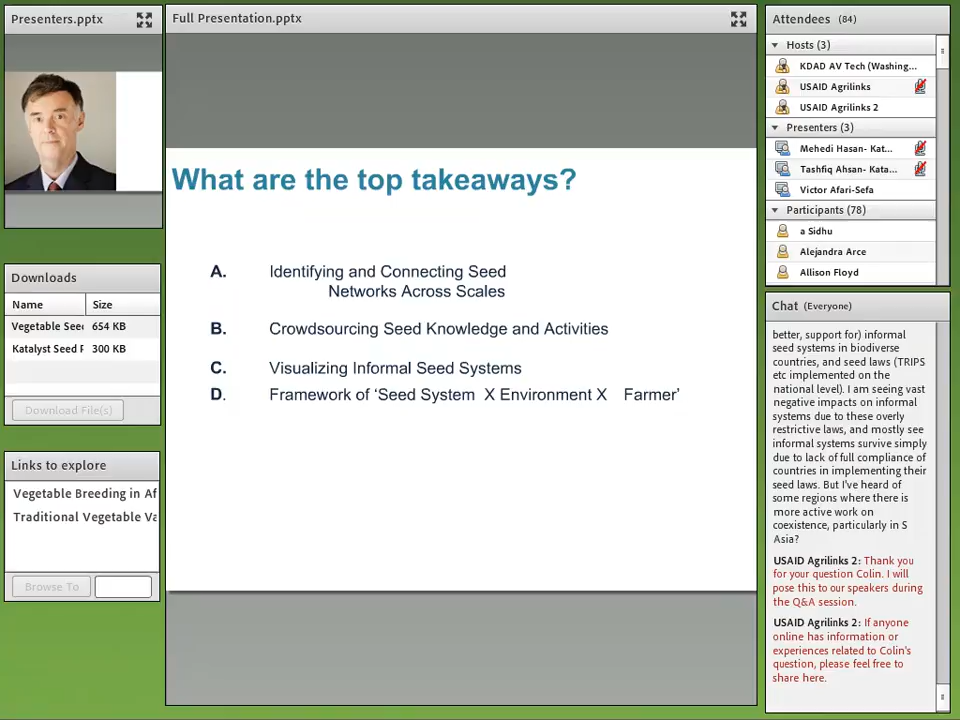 Presenters.pptx
Full Presentation.pptx
What are the top takeaways?
A. Identifying and Connecting Seed
Networks Across Scales
B. Crowdsourcing Seed Knowledge and Activities
C. Visualizing Informal Seed Systems
D. Framework of ‘Seed System X Environment X Farmer’
Downloads
Name Size
Vegetable See 654 KB
Katalyst Seed 300 KB
Download File(s)
Links to explore
Vegetable Breeding in Af
Traditional Vegetable Va
Browse To
Attendees (84)
Hosts (3)
KDAD AV Tech (Washing...
USAID Agrilinks
USAID Agrilinks 2
Presenters (3)
Mehedi Hasan- Kat...
Tashfiq Ahsan- Kata...
Victor Afari-Sefa
Participants (78)
a Sidhu
Alejandra Arce
Allison Floyd
Chat (Everyone)
better, support for) informal
seed systems in biodiverse
countries, and seed laws (TRIPS
etc implemented on the
national level). I am seeing vast
negative impacts on informal
systems due to these overly
restrictive laws, and mostly see
informal systems survive simply
due to lack of full compliance of
countries in implementing their
seed laws. But I've heard of
some regions where there is
more active work on
coexistence, particularly in S
Asia?
USAID Agrilinks 2: Thank you
for your question Colin. I will
pose this to our speakers during
the Q&A session.
USAID Agrilinks 2: If anyone
online has information or
experiences related to Colin's
question, please feel free to
share here.